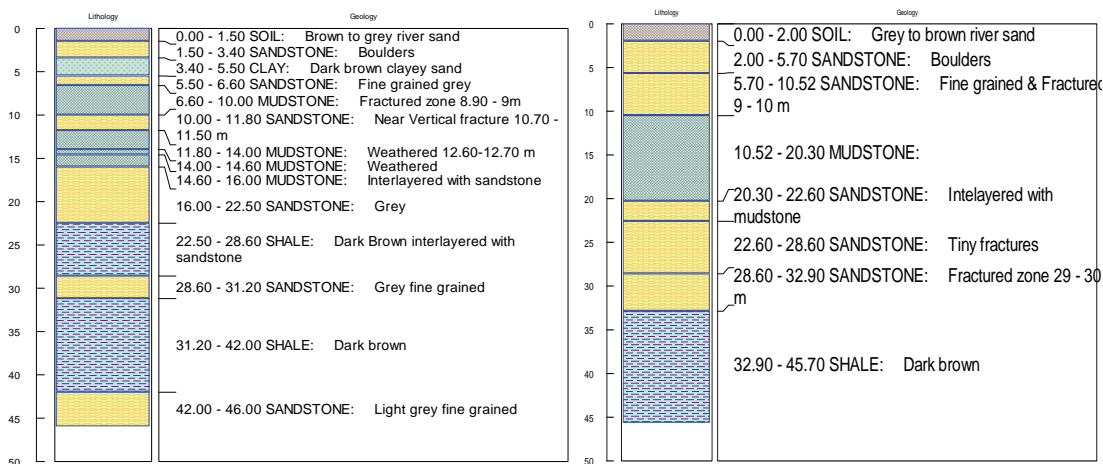 Lithology
Geology
0
5
10
15
20
25
30
35
40
45
50
0.00 - 1.50 SOIL: Brown to grey river sand
1.50 - 3.40 SANDSTONE: Boulders
3.40 - 5.50 CLAY: Dark brown clayey sand
5.50 - 6.60 SANDSTONE: Fine grained grey
6.60 - 10.00 MUDSTONE: Fractured zone 8.90 - 9m
10.00 - 11.80 SANDSTONE: Near Vertical fracture 10.70 -
11.50 m
11.80 - 14.00 MUDSTONE: Weathered 12.60-12.70 m
14.00 - 14.60 MUDSTONE: Weathered
14.60 - 16.00 MUDSTONE: Interlayered with sandstone
16.00 - 22.50 SANDSTONE: Grey
22.50 - 28.60 SHALE: Dark Brown interlayered with
sandstone
28.60 - 31.20 SANDSTONE: Grey fine grained
31.20 - 42.00 SHALE: Dark brown
42.00 - 46.00 SANDSTONE: Light grey fine grained
Lithology
Geology
0
5
10
15
20
25
30
35
40
45
50
0.00 - 2.00 SOIL: Grey to brown river sand
2.00 - 5.70 SANDSTONE: Boulders
5.70 - 10.52 SANDSTONE: Fine grained & Fractured
9 - 10 m
10.52 - 20.30 MUDSTONE:
20.30 - 22.60 SANDSTONE: Intelayered with
mudstone
22.60 - 28.60 SANDSTONE: Tiny fractures
28.60 - 32.90 SANDSTONE: Fractured zone 29 - 30
m
32.90 - 45.70 SHALE: Dark brown